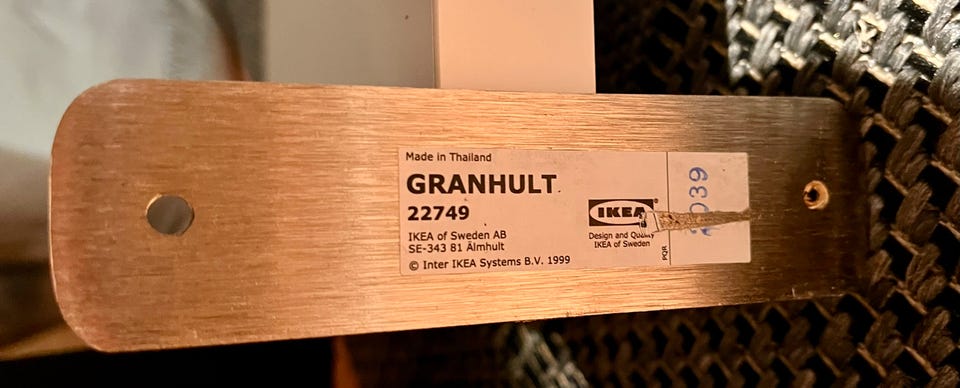 Made in Thailand
GRANHULT
22749
IKEA of Sweden AB
SE-343 81 Älmhult
© Inter IKEA Systems B.V. 1999
IKEA
Design and Quality
IKEA of Sweden
PQR